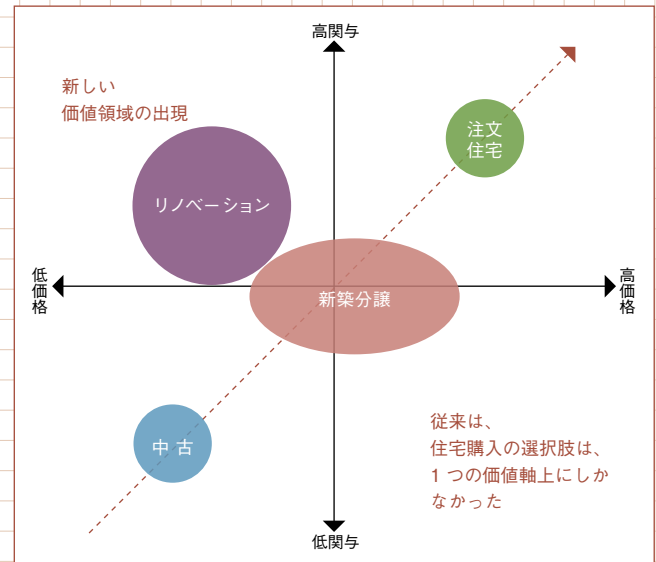 高関与
新しい
価値領域の出現
注文
住宅
リノベーション
低価格
高価格
新築分譲
従来は、
住宅購入の選択肢は、
1 つの価値軸上にしか
なかった
中 古
低関与